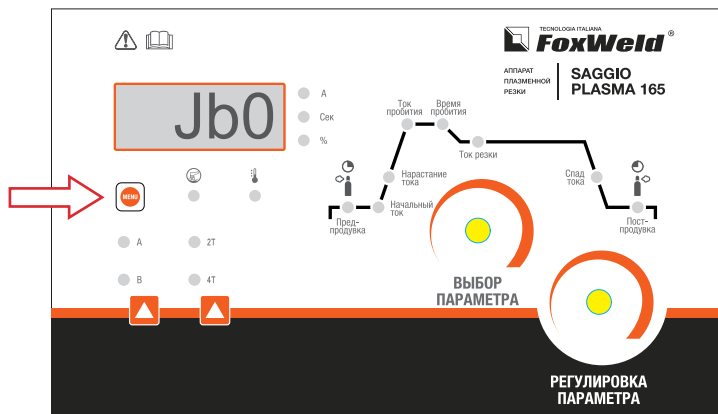 TECNOLOGIA ITALIANA
FoxWeld®
АППАРАТ
ПЛАЗМЕННОЙ
РЕЗКИ
SAGGIO
PLASMA 165
Jb0
A
Сек
%
MENU
A
2T
B
4T
Ток
пробития
Время
пробития
Ток резки
Нарастание
тока
Начальный
ток
Пред-
продувка
Спад
тока
Пост-
продувка
ВЫБОР
ПАРАМЕТРА
РЕГУЛИРОВКА
ПАРАМЕТРА